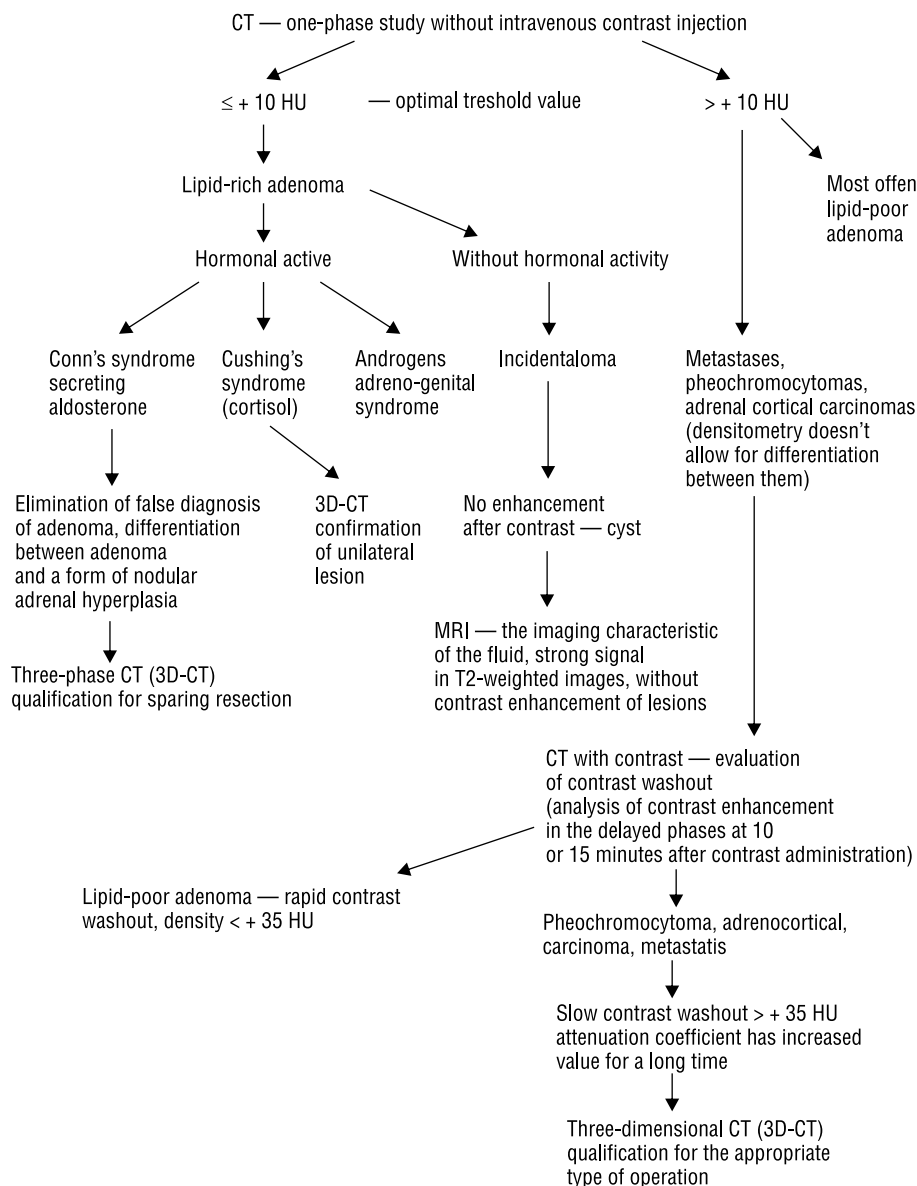 CT — one-phase study without intravenous contrast injection
≤ + 10 HU
— optimal treshold value
> + 10 HU
Lipid-rich adenoma
Most offen
lipid-poor
adenoma
Hormonal active
Without hormonal activity
Conn's syndrome
secreting
aldosterone
Cushing's
syndrome
(cortisol)
Androgens
adreno-genital
syndrome
Incidentaloma
Metastases,
pheochromocytomas,
adrenal cortical carcinomas
(densitometry doesn't
allow for differentiation
between them)
Elimination of false diagnosis
of adenoma, differentiation
between adenoma
and a form of nodular
adrenal hyperplasia
3D-CT
confirmation
of unilateral
lesion
No enhancement
after contrast — cyst
MRI — the imaging characteristic
of the fluid, strong signal
in T2-weighted images, without
contrast enhancement of lesions
Three-phase CT (3D-CT)
qualification for sparing resection
CT with contrast — evaluation
of contrast washout
(analysis of contrast enhancement
in the delayed phases at 10
or 15 minutes after contrast administration)
Lipid-poor adenoma — rapid contrast
washout, density < + 35 HU
Pheochromocytoma, adrenocortical,
carcinoma, metastatis
Slow contrast washout > + 35 HU
attenuation coefficient has increased
value for a long time
Three-dimensional CT (3D-CT)
qualification for the appropriate
type of operation